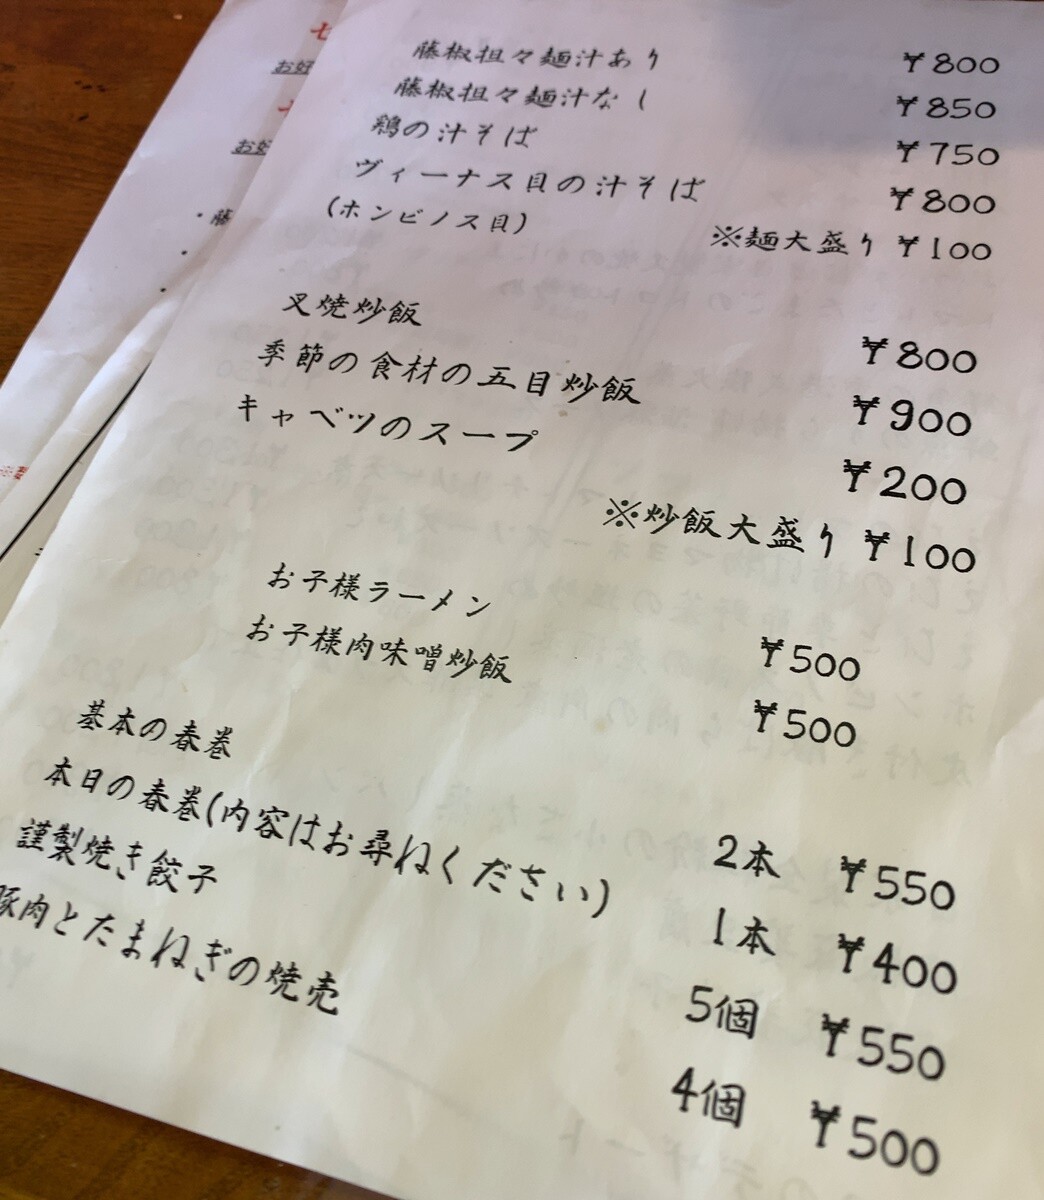 藤椒担々麺汁あり ¥800
藤椒担々麺汁なし ¥850
鶏の汁そば ¥750
ヴィーナス貝の汁そば ¥800
(ホンビノス貝) ※麺大盛り ¥100
叉焼炒飯 ¥800
季節の食材の五目炒飯 ¥900
キャベツのスープ ¥200
※炒飯大盛り ¥100
お子様ラーメン ¥500
お子様肉味噌炒飯 ¥500
基本の春巻 2本 ¥550
本日の春巻(内容はお尋ねください) 1本 ¥400
謹製焼き餃子 5個 ¥550
豚肉とたまねぎの焼売 4個 ¥500
七
お好
お好
・藤